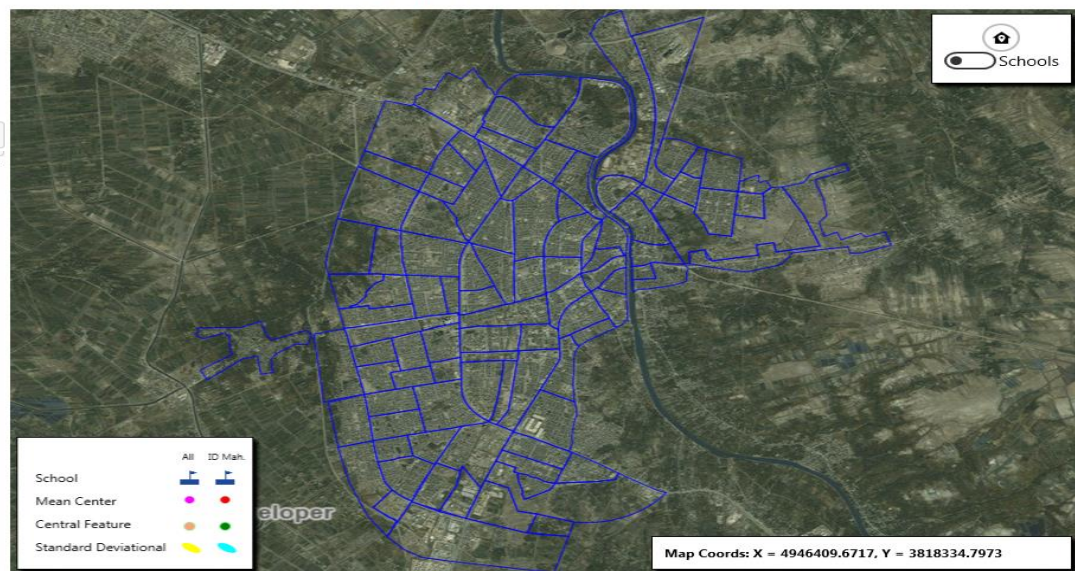 Schools
All ID Mah.
School
Mean Center
Central Feature
Standard Deviational
eloper
Map Coords: X = 4946409.6717, Y = 3818334.7973